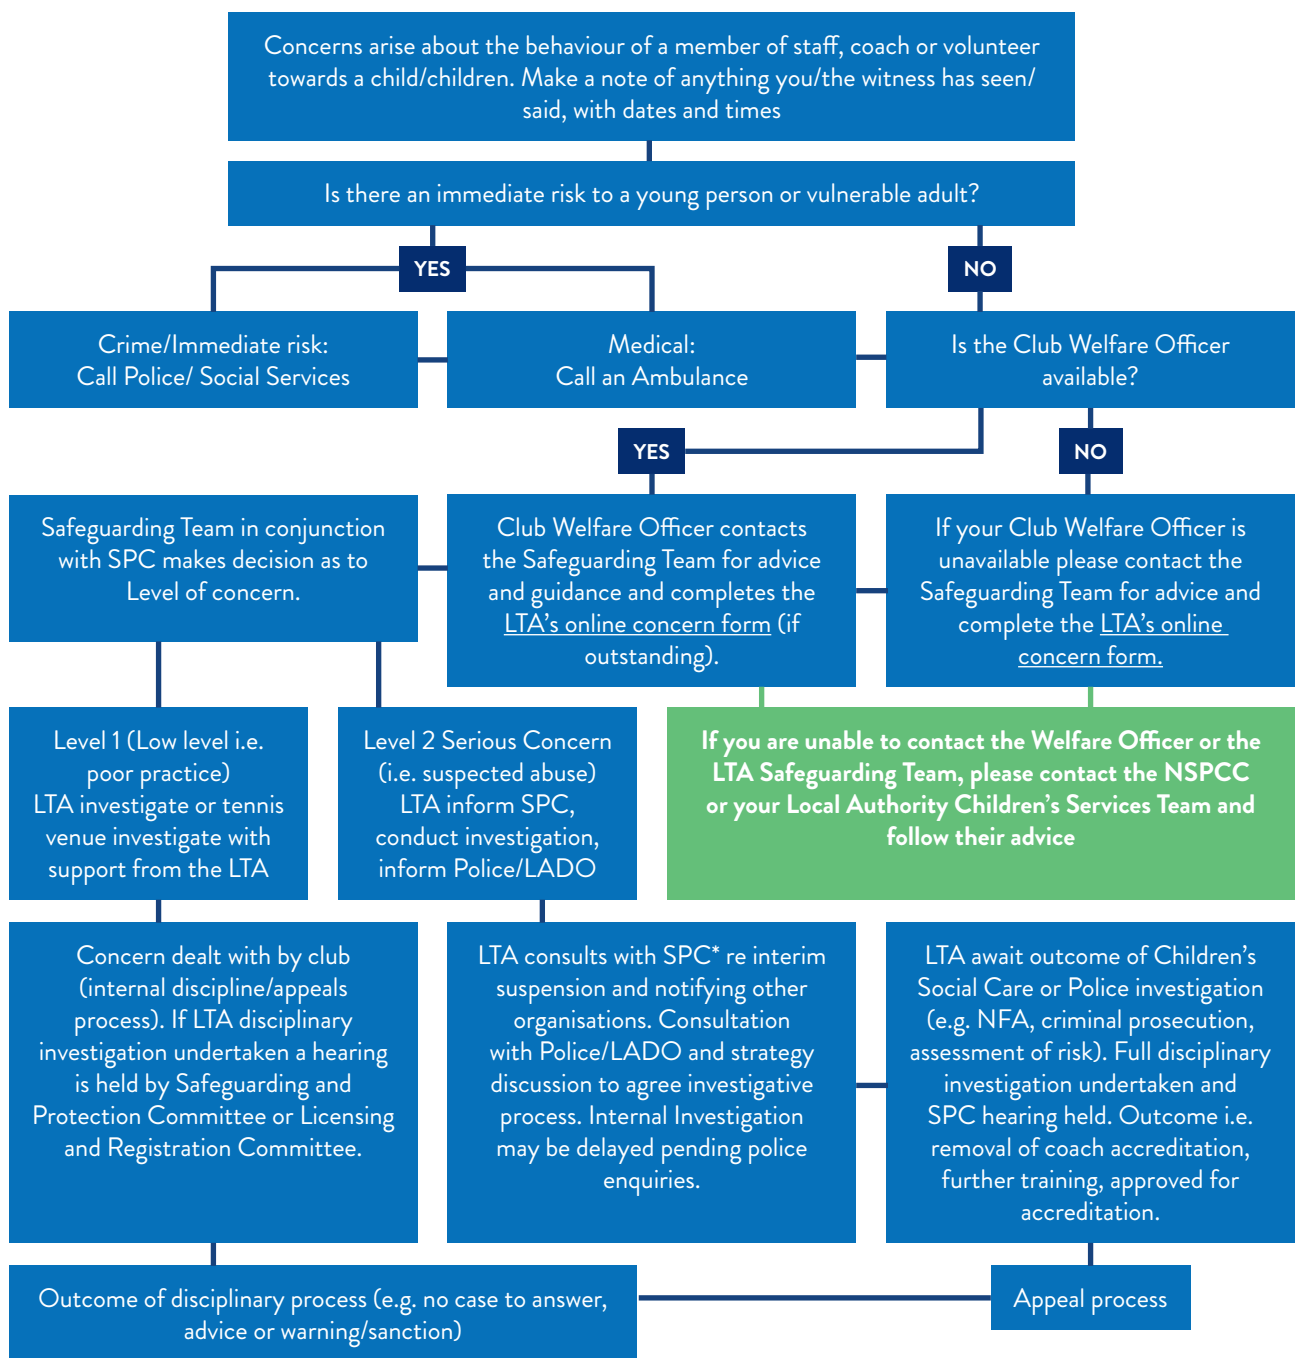 Concerns arise about the behaviour of a member of staff, coach or volunteer
towards a child/children. Make a note of anything you/the witness has seen/
said, with dates and times
Is there an immediate risk to a young person or vulnerable adult?
YES
NO
Crime/Immediate risk:
Call Police/ Social Services
Medical:
Call an Ambulance
Is the Club Welfare Officer
available?
YES
NO
Safeguarding Team in conjunction
with SPC makes decision as to
Level of concern.
Club Welfare Officer contacts
the Safeguarding Team for advice
and guidance and completes the
LTA's online concern form (if
outstanding).
If your Club Welfare Officer is
unavailable please contact the
Safeguarding Team for advice and
complete the LTA's online
concern form.
Level 1 (Low level i.e.
poor practice)
LTA investigate or tennis
venue investigate with
support from the LTA
Level 2 Serious Concern
(i.e. suspected abuse)
LTA inform SPC,
conduct investigation,
inform Police/LADO
If you are unable to contact the Welfare Officer or the
LTA Safeguarding Team, please contact the NSPCC
or your Local Authority Children's Services Team and
follow their advice
Concern dealt with by club
(internal discipline/appeals
process). If LTA disciplinary
investigation undertaken a hearing
is held by Safeguarding and
Protection Committee or Licensing
and Registration Committee.
LTA consults with SPC* re interim
suspension and notifying other
organisations. Consultation
with Police/LADO and strategy
discussion to agree investigative
process. Internal Investigation
may be delayed pending police
enquiries.
LTA await outcome of Children's
Social Care or Police investigation
(e.g. NFA, criminal prosecution,
assessment of risk). Full disciplinary
investigation undertaken and
SPC hearing held. Outcome i.e.
removal of coach accreditation,
further training, approved for
accreditation.
Outcome of disciplinary process (e.g. no case to answer,
advice or warning/sanction)
Appeal process